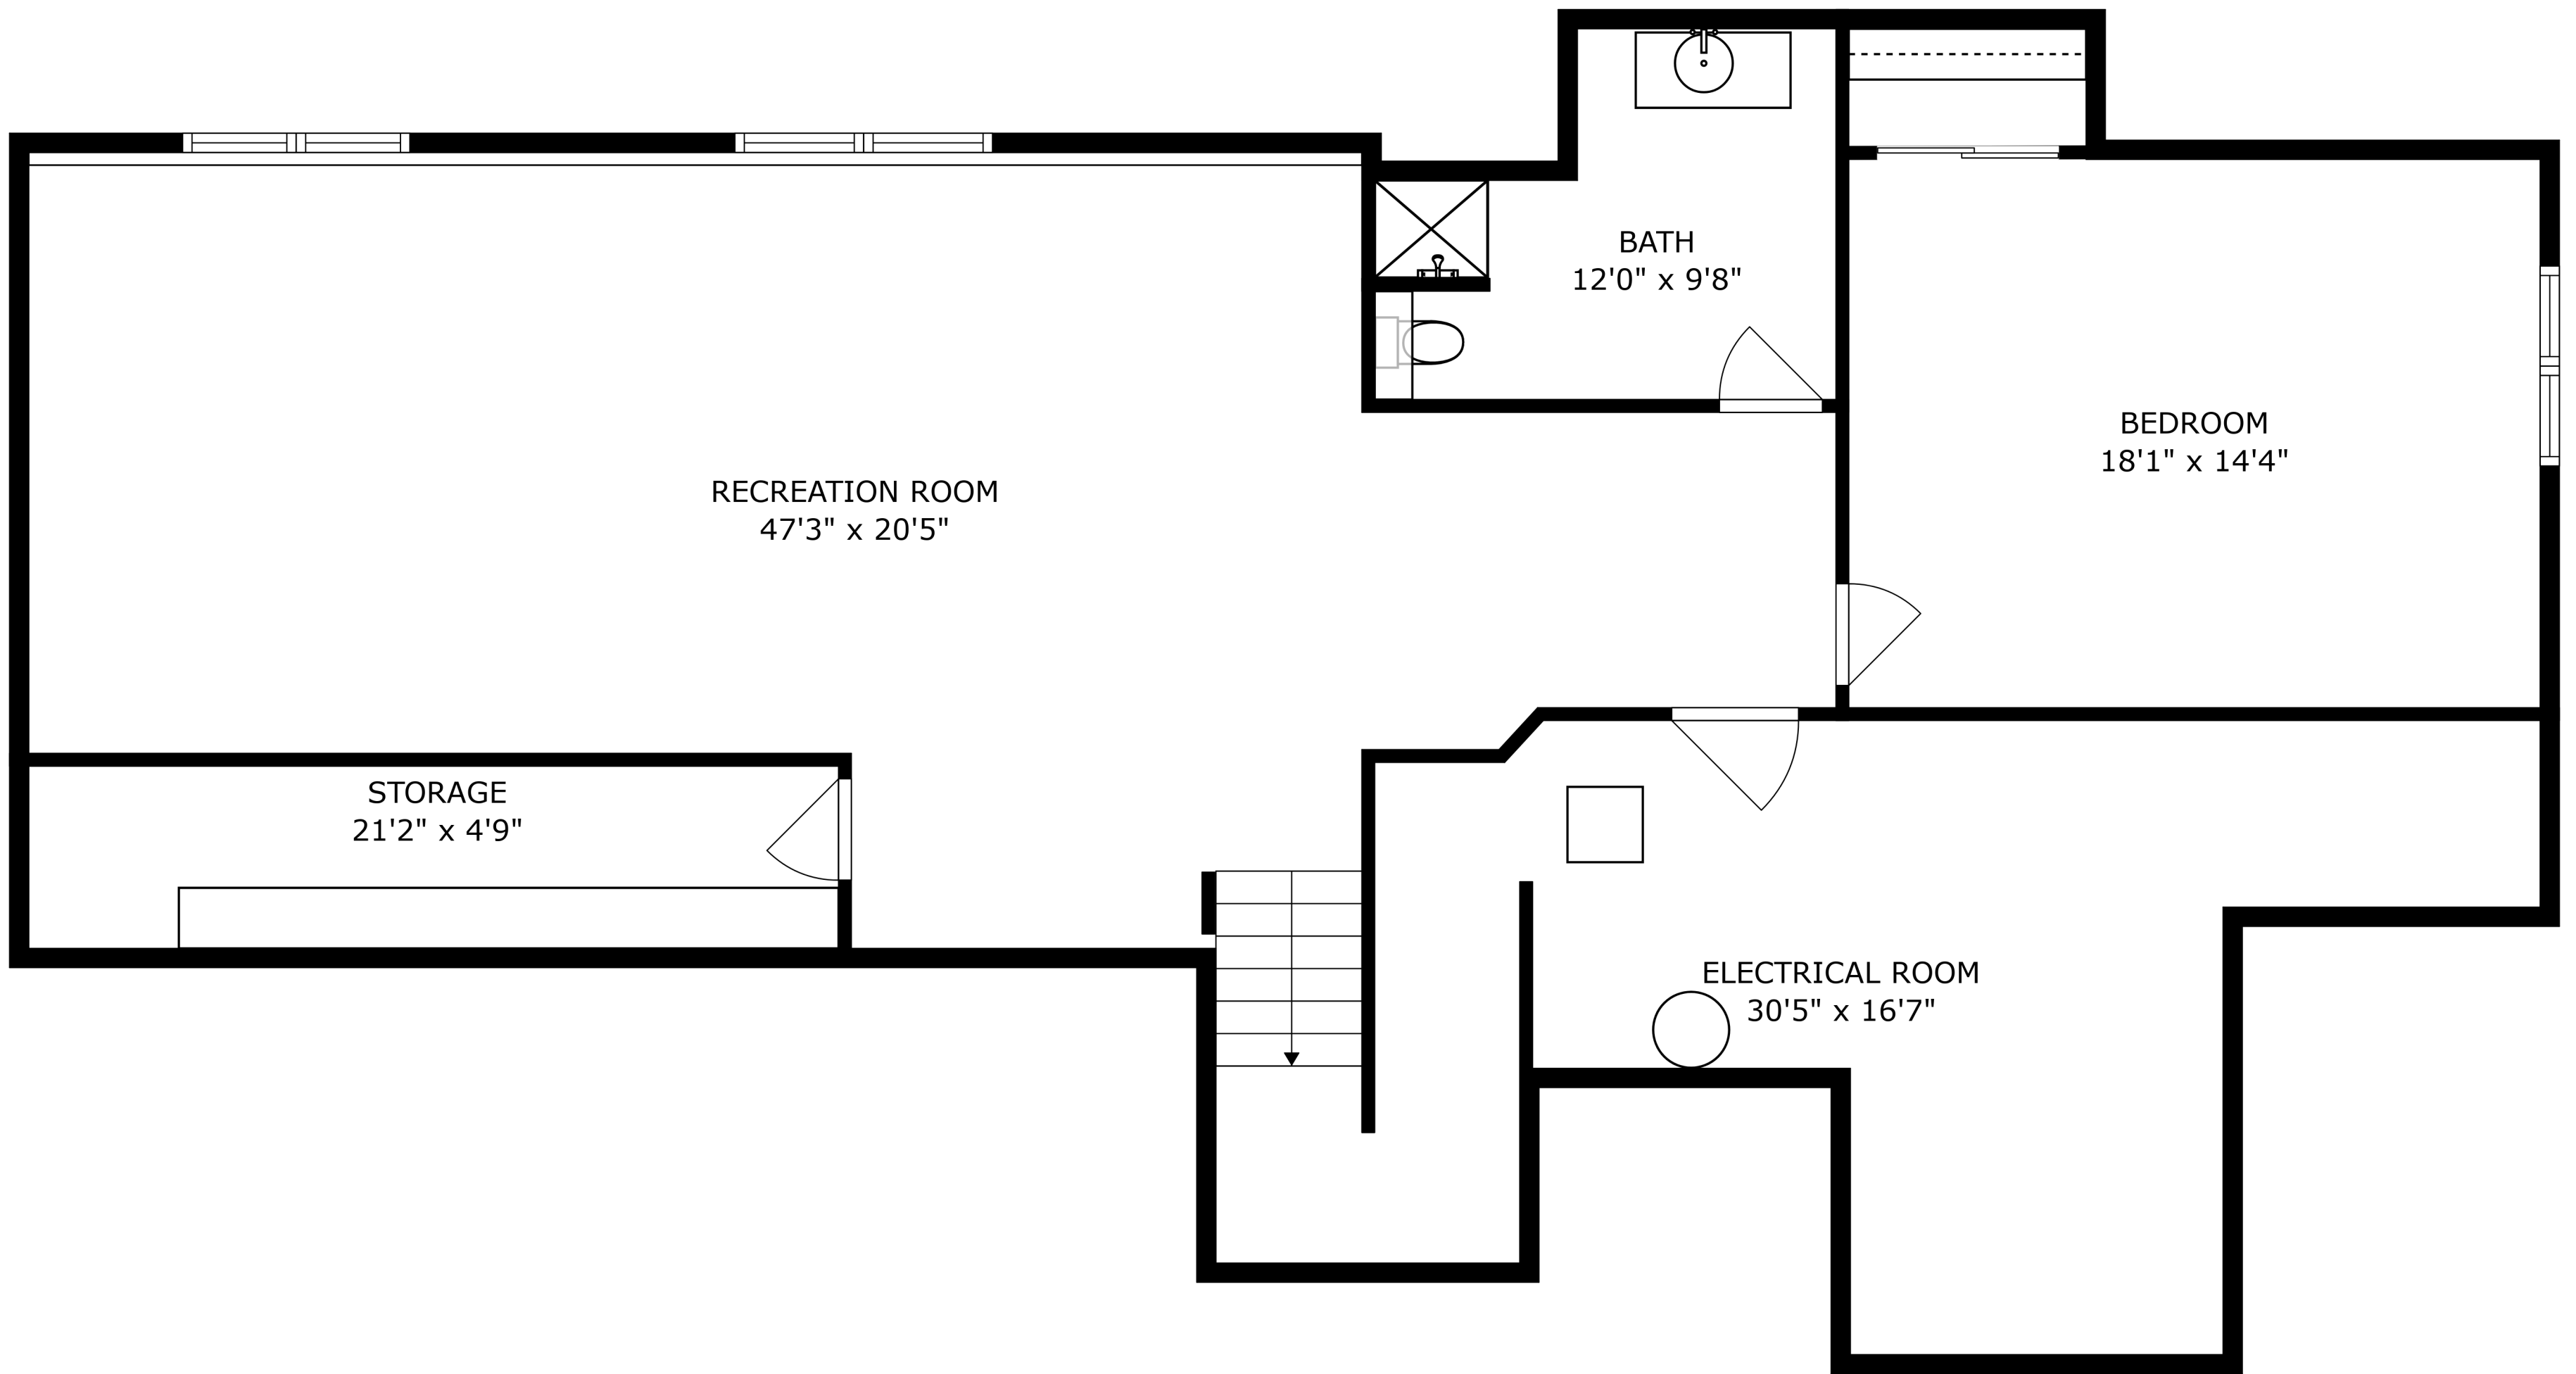 BATH
12'0" x 9'8"
BEDROOM
18'1" x 14'4"
RECREATION ROOM
47'3" x 20'5"
STORAGE
21'2" x 4'9"
ELECTRICAL ROOM
30'5" x 16'7"